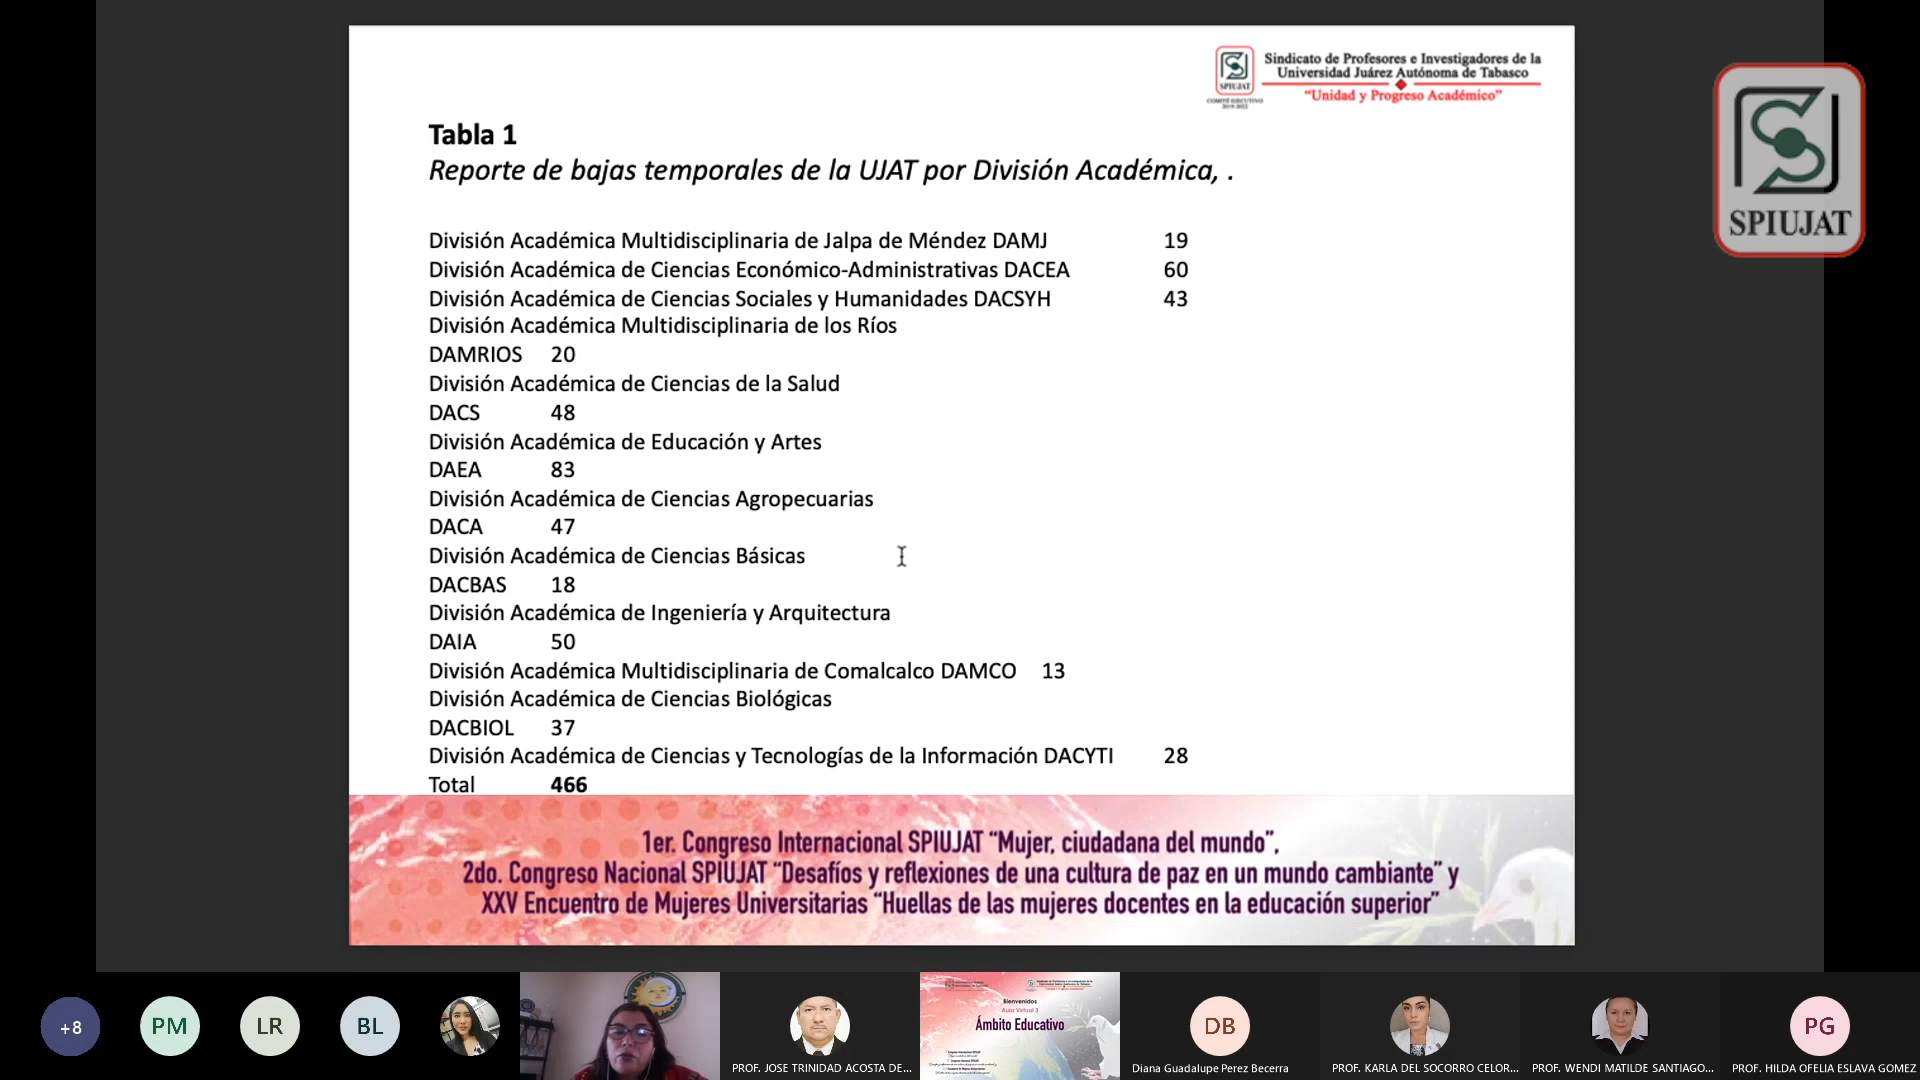 SPIUJAT
COMITÉ EJECUTIVO
2019-2022
Sindicato de Profesores e Investigadores de la
Universidad Juárez Autónoma de Tabasco
“Unidad y Progreso Académico”
SPIUJAT
Tabla 1
Reporte de bajas temporales de la UJAT por División Académica, .
División Académica Multidisciplinaria de Jalpa de Méndez DAMJ 19
División Académica de Ciencias Económico-Administrativas DACEA 60
División Académica de Ciencias Sociales y Humanidades DACSYH 43
División Académica Multidisciplinaria de los Ríos
DAMRIOS 20
División Académica de Ciencias de la Salud
DACS 48
División Académica de Educación y Artes
DAEA 83
División Académica de Ciencias Agropecuarias
DACA 47
División Académica de Ciencias Básicas
DACBAS 18
División Académica de Ingeniería y Arquitectura
DAIA 50
División Académica Multidisciplinaria de Comalcalco DAMCO 13
División Académica de Ciencias Biológicas
DACBIOL 37
División Académica de Ciencias y Tecnologías de la Información DACYTI 28
Total 466
1er. Congreso Internacional SPIUJAT “Mujer, ciudadana del mundo”,
2do. Congreso Nacional SPIUJAT “Desafíos y reflexiones de una cultura de paz en un mundo cambiante” y
XXV Encuentro de Mujeres Universitarias “Huellas de las mujeres docentes en la educación superior”
+8
PM
LR
BL
PROF. JOSE TRINIDAD ACOSTA DE...
Bienvenidos
Aula Virtual 3
Ámbito Educativo
DB
Diana Guadalupe Perez Becerra
PROF. KARLA DEL SOCORRO CELOR...
PROF. WENDI MATILDE SANTIAGO...
PG
PROF. HILDA OFELIA ESLAVA GOMEZ